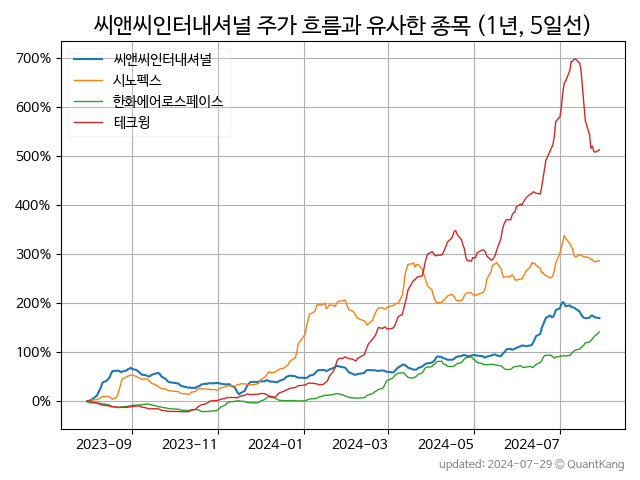 씨앤씨인터내셔널 주가 흐름과 유사한 종목 (1년, 5일선)
씨앤씨인터내셔널
시노펙스
한화에어로스페이스
테크윙
700%
600%
500%
400%
300%
200%
100%
0%
2023-09 2023-11 2024-01 2024-03 2024-05 2024-07
updated: 2024-07-29 © QuantKang